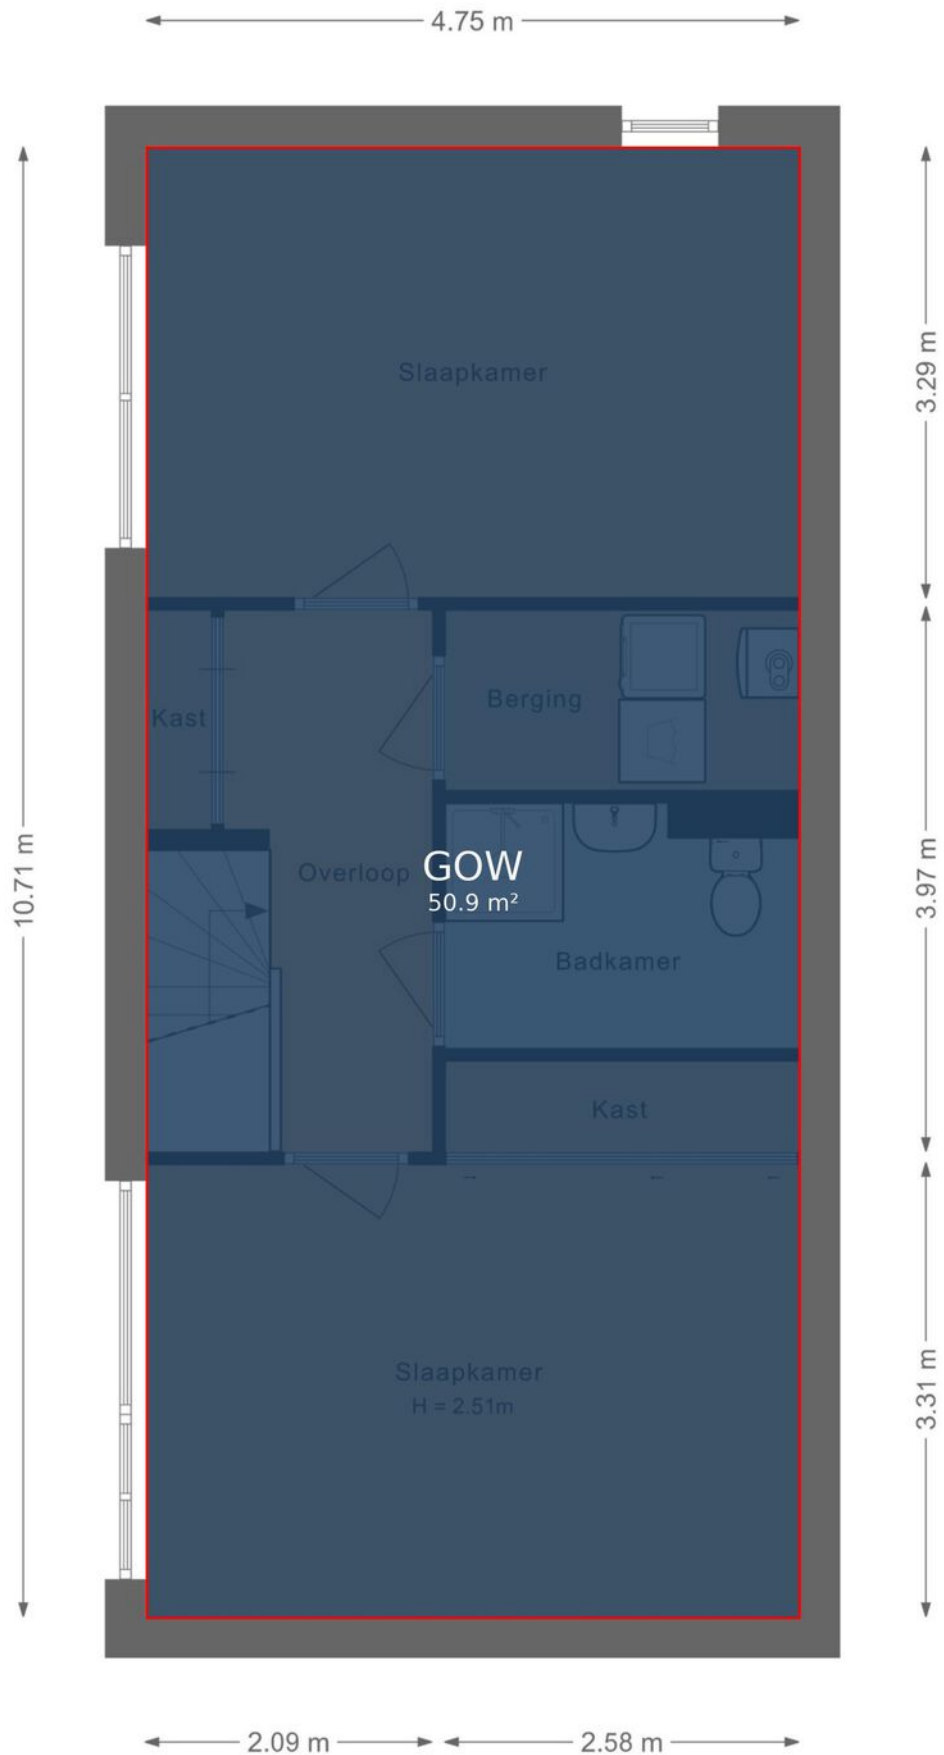 4.75 m
10.71 m
3.29 m
Slaapkamer
Kast
Berging
Overloop
GOW
50.9 m²
3.97 m
Badkamer
Kast
Slaapkamer
H = 2.51m
3.31 m
2.09 m
2.58 m